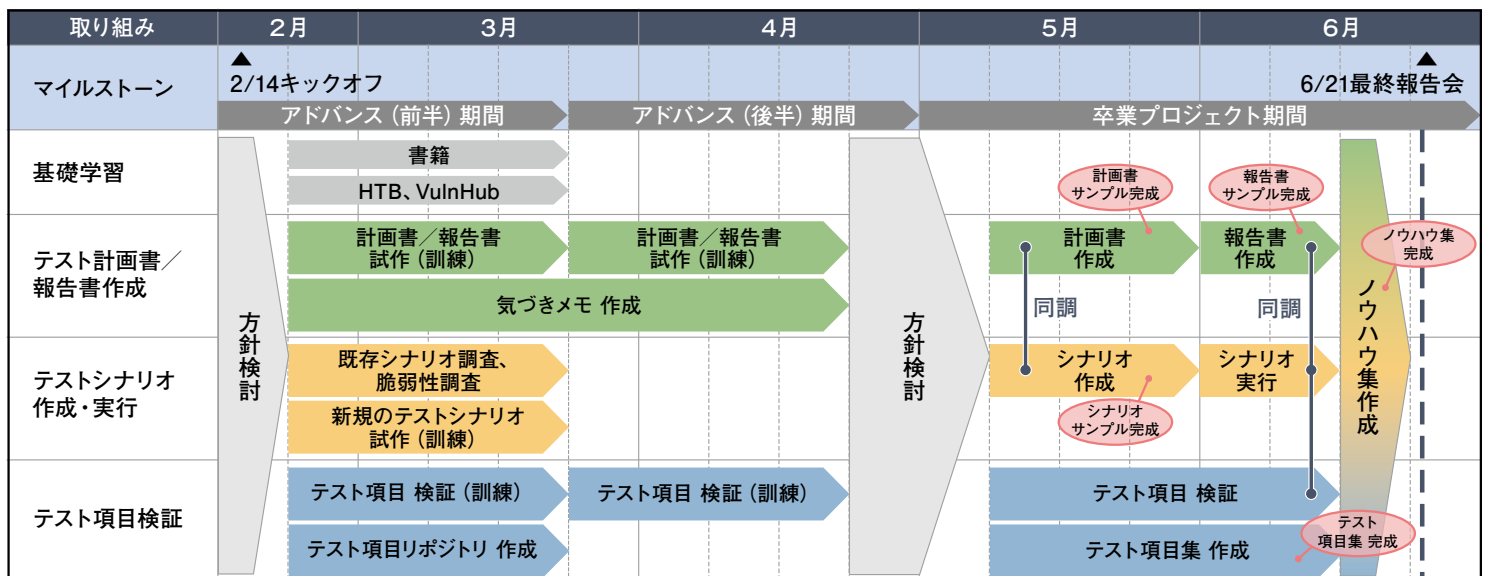 取り組み
2月
3月
4月
5月
6月
マイルストーン
2/14キックオフ
6/21最終報告会
アドバンス（前半）期間
アドバンス（後半）期間
卒業プロジェクト期間
方針検討
方針検討
基礎学習
書籍
HTB、VulnHub
テスト計画書／
報告書作成
計画書／報告書
試作（訓練）
計画書／報告書
試作（訓練）
気づきメモ 作成
計画書
サンプル完成
計画書
作成
報告書
サンプル完成
報告書
作成
ノウハウ集
完成
同調
同調
ノウハウ集作成
テストシナリオ
作成・実行
既存シナリオ調査、
脆弱性調査
新規のテストシナリオ
試作（訓練）
シナリオ
作成
シナリオ
サンプル完成
シナリオ
実行
テスト項目検証
テスト項目 検証（訓練）
テスト項目 検証（訓練）
テスト項目 検証
テスト項目リポジトリ 作成
テスト項目集 作成
テスト
項目集 完成